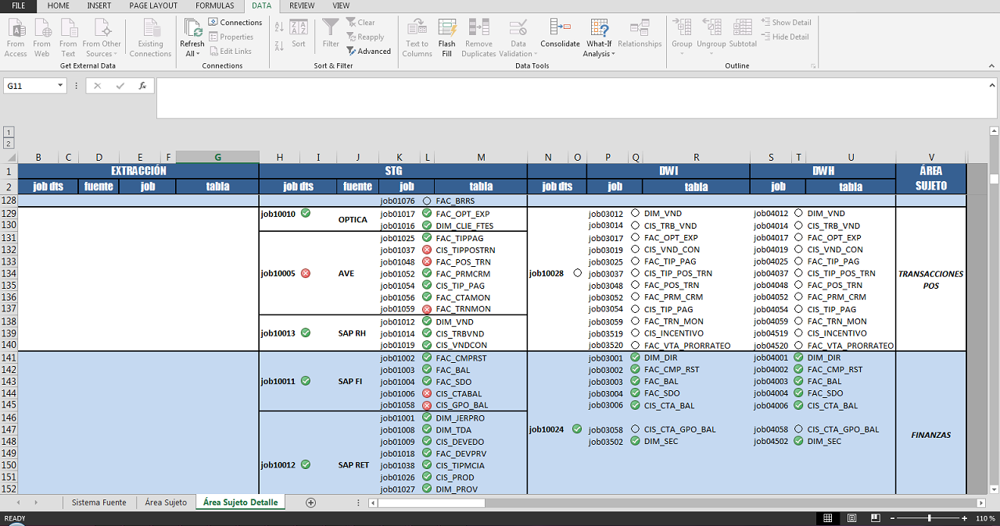 FILE HOME INSERT PAGE LAYOUT FORMULAS DATA REVIEW VIEW
From Access From Web From Text From Other Sources Existing Connections
Get External Data
Refresh All Connections Properties Edit Links
Connections
Sort Filter Clear Reapply Advanced
Sort & Filter
Text to Columns Flash Fill Remove Duplicates Data Validation Consolidate What-If Analysis Relationships
Data Tools
Group Ungroup Subtotal Show Detail Hide Detail
Outline
G11 fx
1
2
B C D E F G H I J K L M N O P Q R S T U V
1 EXTRACCIÓN STG DWI DWH ÁREA SUJETO
2 job dts fuente job tabla job dts fuente job tabla job dts job tabla job tabla
128 job01076 FAC_BRRS
129 job10010 OPTICA job01017 FAC_OPT_EXP job03012 DIM_VND job04012 DIM_VND
130 job01016 DIM_CLIE_FTES job03014 CIS_TRB_VND job04014 CIS_TRB_VND
131 job01025 FAC_TIPPAG job03017 FAC_OPT_EXP job04017 FAC_OPT_EXP
132 job01037 CIS_TIPPOSTRN job03019 CIS_VND_CON job04019 CIS_VND_CON
133 job01048 FAC_POS_TRN job03025 FAC_TIP_PAG job04025 FAC_TIP_PAG
134 job10005 AVE job01052 FAC_PRMCRM job10028 job03037 CIS_TIP_POS_TRN job04037 CIS_TIP_POS_TRN TRANSACCIONES POS
135 job01054 CIS_TIP_PAG job03048 FAC_POS_TRN job04048 FAC_POS_TRN
136 job01056 FAC_CTAMON job03052 FAC_PRM_CRM job04052 FAC_PRM_CRM
137 job01059 FAC_TRNMON job03054 CIS_TIP_PAG job04054 CIS_TIP_PAG
138 job01012 DIM_VND job03059 FAC_TRN_MON job04059 FAC_TRN_MON
139 job10013 SAP RH job01014 CIS_TRBVND job03519 CIS_INCENTIVO job04519 CIS_INCENTIVO
140 job01019 CIS_VNDCON job03520 FAC_VTA_PRORRATEO job04520 FAC_VTA_PRORRATEO
141 job01002 FAC_CMPRST job03001 DIM_DIR job04001 DIM_DIR
142 job01003 FAC_BAL job03002 FAC_CMP_RST job04002 FAC_CMP_RST
143 job10011 SAP FI job01004 FAC_SDO job03003 FAC_BAL job04003 FAC_BAL
144 job01006 CIS_CTABAL job03004 FAC_SDO job04004 FAC_SDO
145 job01058 CIS_GPO_BAL job03006 CIS_CTA_BAL job04006 CIS_CTA_BAL
146 job01001 DIM_JERPRO
147 job01008 DIM_TDA job10024 job03058 CIS_CTA_GPO_BAL job04058 CIS_CTA_GPO_BAL FINANZAS
148 job01009 CIS_DEVEDO job03502 DIM_SEC job04502 DIM_SEC
149 job01018 FAC_DEVPRV
150 job10012 SAP RET job01038 CIS_TIPMCIA
151 job01026 CIS_PROD
152 job01027 DIM_PROV
Sistema Fuente Área Sujeto Área Sujeto Detalle
READY 110 %